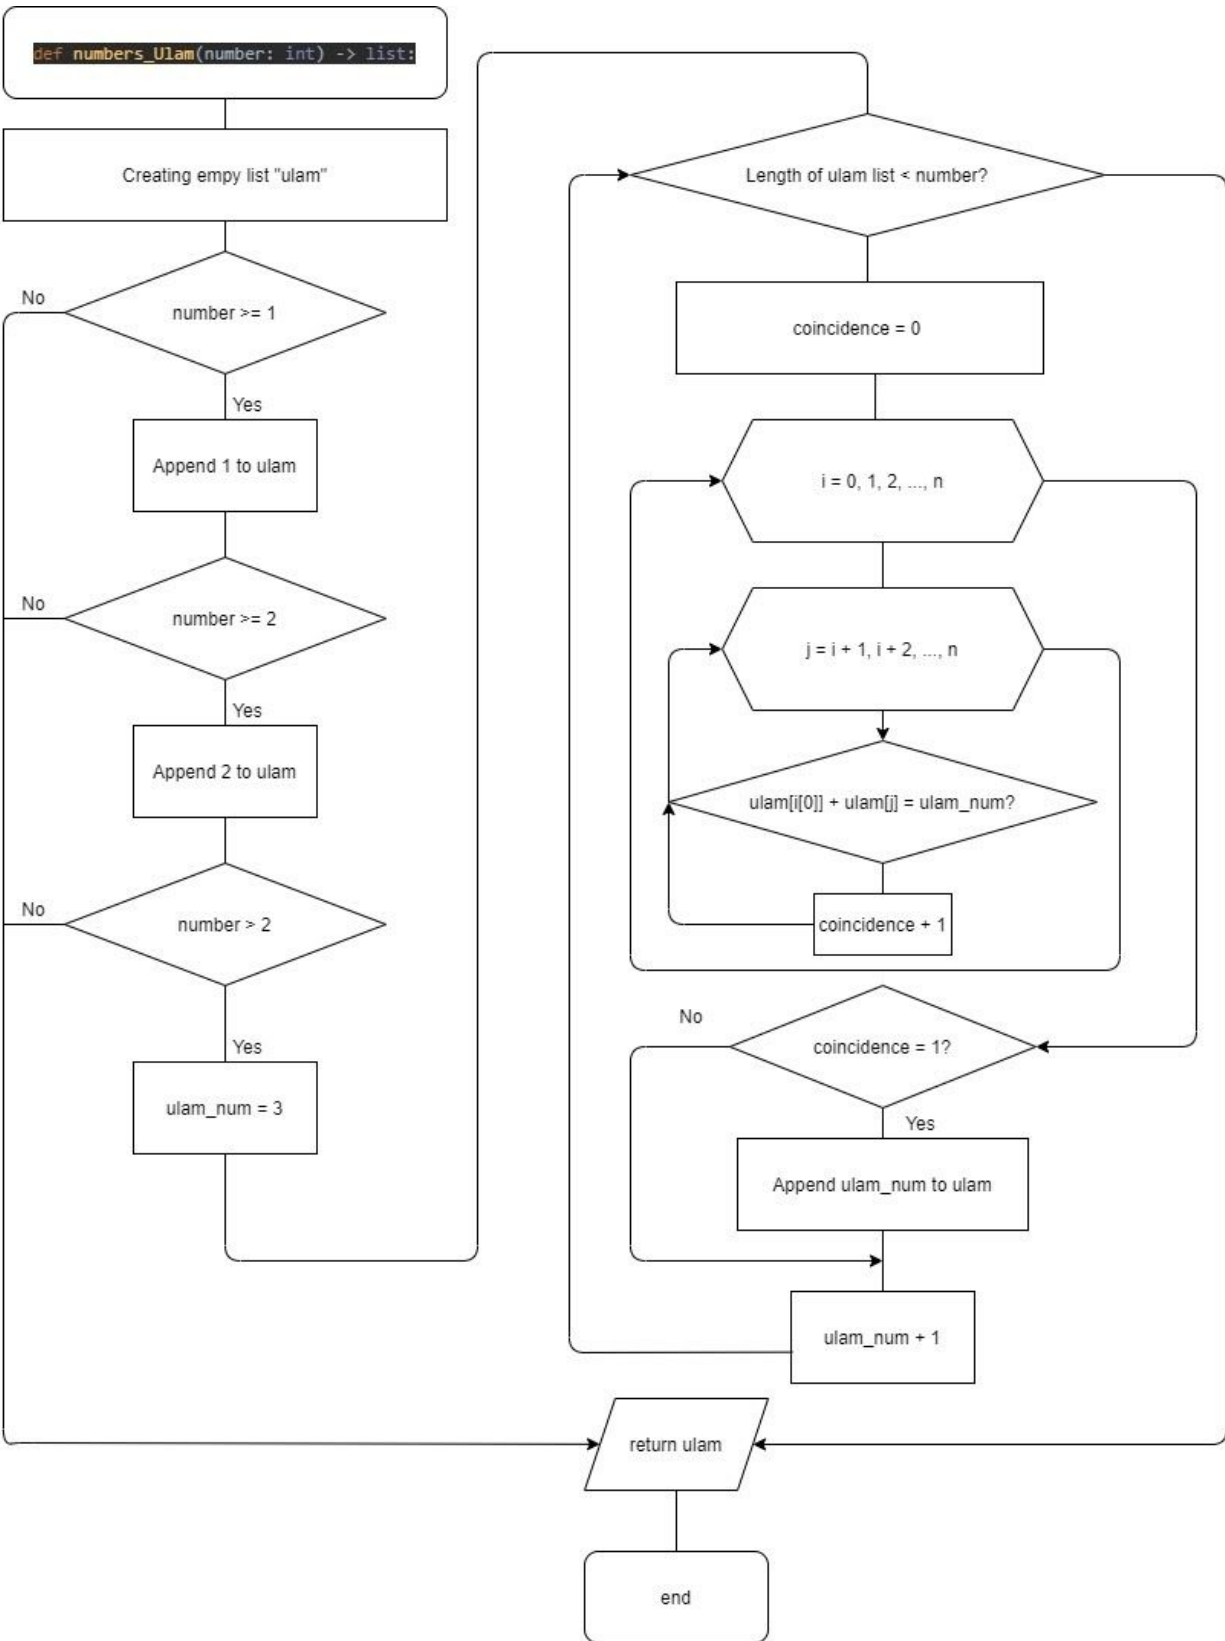 def numbers_Ulam(number: int) -> list:
Creating empy list "ulam"
No
number >= 1
Yes
Append 1 to ulam
No
number >= 2
Yes
Append 2 to ulam
No
number > 2
Yes
ulam_num = 3
Length of ulam list < number?
coincidence = 0
i = 0, 1, 2, ..., n
j = i + 1, i + 2, ..., n
ulam[i[0]] + ulam[j] = ulam_num?
coincidence + 1
No
coincidence = 1?
Yes
Append ulam_num to ulam
ulam_num + 1
return ulam
end